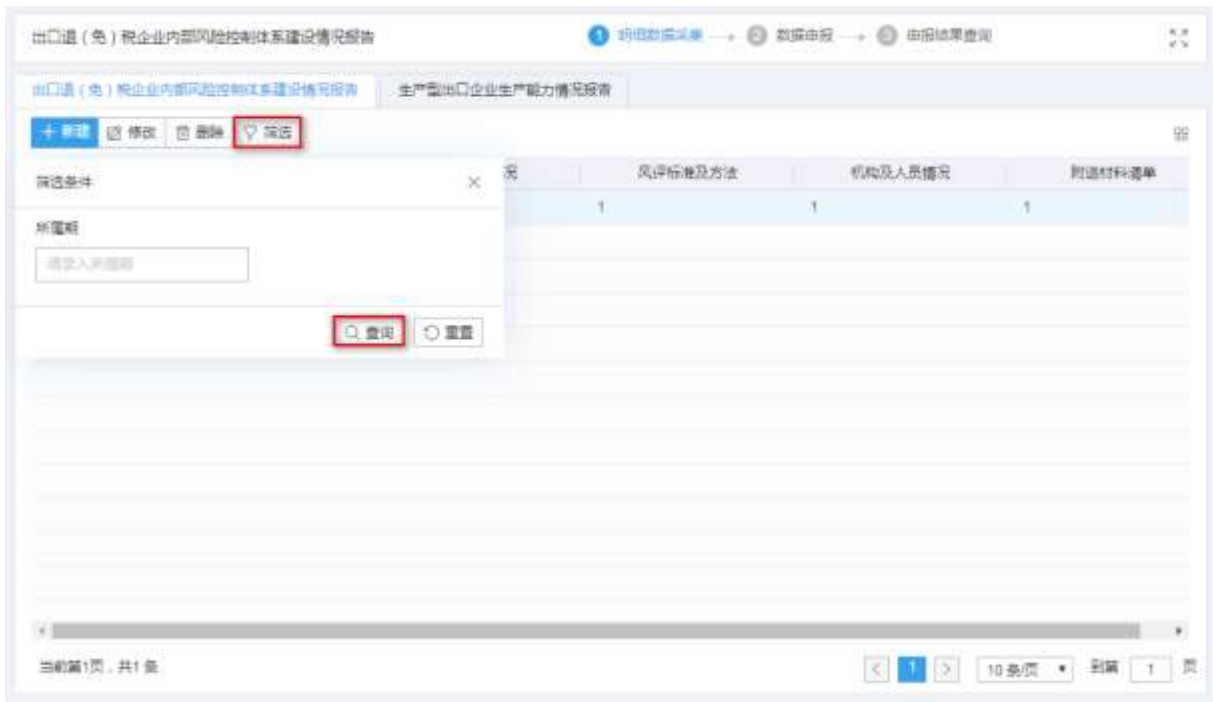 出口退（免）税企业内部风险控制体系建设情况报告 1 明细数据采集 → 2 数据申报 → 3 申报结果查询
出口退（免）税企业内部风险控制体系建设情况报告 生产型出口企业生产能力情况报告
+ 新建 修改 删除 筛选
筛选条件 × 况 风评标准及方法 机构及人员情况 附送材料清单
1 1 1
所属期
请录入所属期
查询 重置
当前第1页，共1 条 < 1 > 10 条/页 到第 1 页